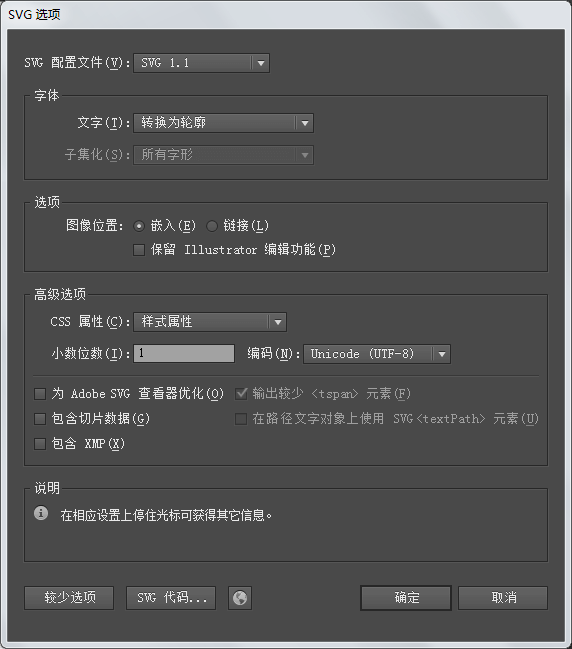 SVG 选项
SVG 配置文件(V): SVG 1.1
字体
文字(T): 转换为轮廓
子集化(S): 所有字形
选项
图像位置: 嵌入(E) 链接(L)
保留 Illustrator 编辑功能(P)
高级选项
CSS 属性(C): 样式属性
小数位数(I): 1 编码(N): Unicode (UTF-8)
为 Adobe SVG 查看器优化(O) 输出较少 <tspan> 元素(F)
包含切片数据(G) 在路径文字对象上使用 SVG<textPath> 元素(U)
包含 XMP(X)
说明
在相应设置上停住光标可获得其它信息。
较少选项 SVG 代码... 确定 取消